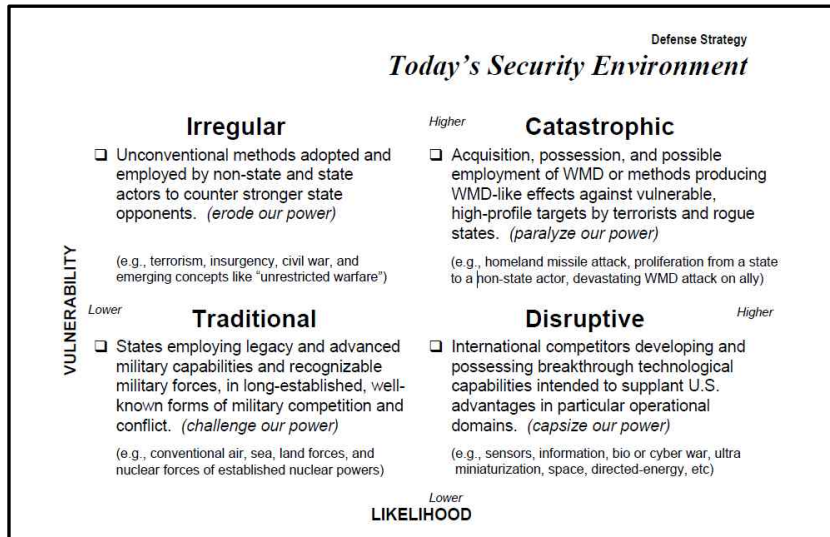 Defense Strategy
Today's Security Environment
Irregular
❑ Unconventional methods adopted and
employed by non-state and state
actors to counter stronger state
opponents. (erode our power)
(e.g., terrorism, insurgency, civil war, and
emerging concepts like “unrestricted warfare”)
Higher
Catastrophic
❑ Acquisition, possession, and possible
employment of WMD or methods producing
WMD-like effects against vulnerable,
high-profile targets by terrorists and rogue
states. (paralyze our power)
(e.g., homeland missile attack, proliferation from a state
to a non-state actor, devastating WMD attack on ally)
VULNERABILITY
Lower
Traditional
❑ States employing legacy and advanced
military capabilities and recognizable
military forces, in long-established, well-
known forms of military competition and
conflict. (challenge our power)
(e.g., conventional air, sea, land forces, and
nuclear forces of established nuclear powers)
Disruptive
Higher
❑ International competitors developing and
possessing breakthrough technological
capabilities intended to supplant U.S.
advantages in particular operational
domains. (capsize our power)
(e.g., sensors, information, bio or cyber war, ultra
miniaturization, space, directed-energy, etc)
Lower
LIKELIHOOD